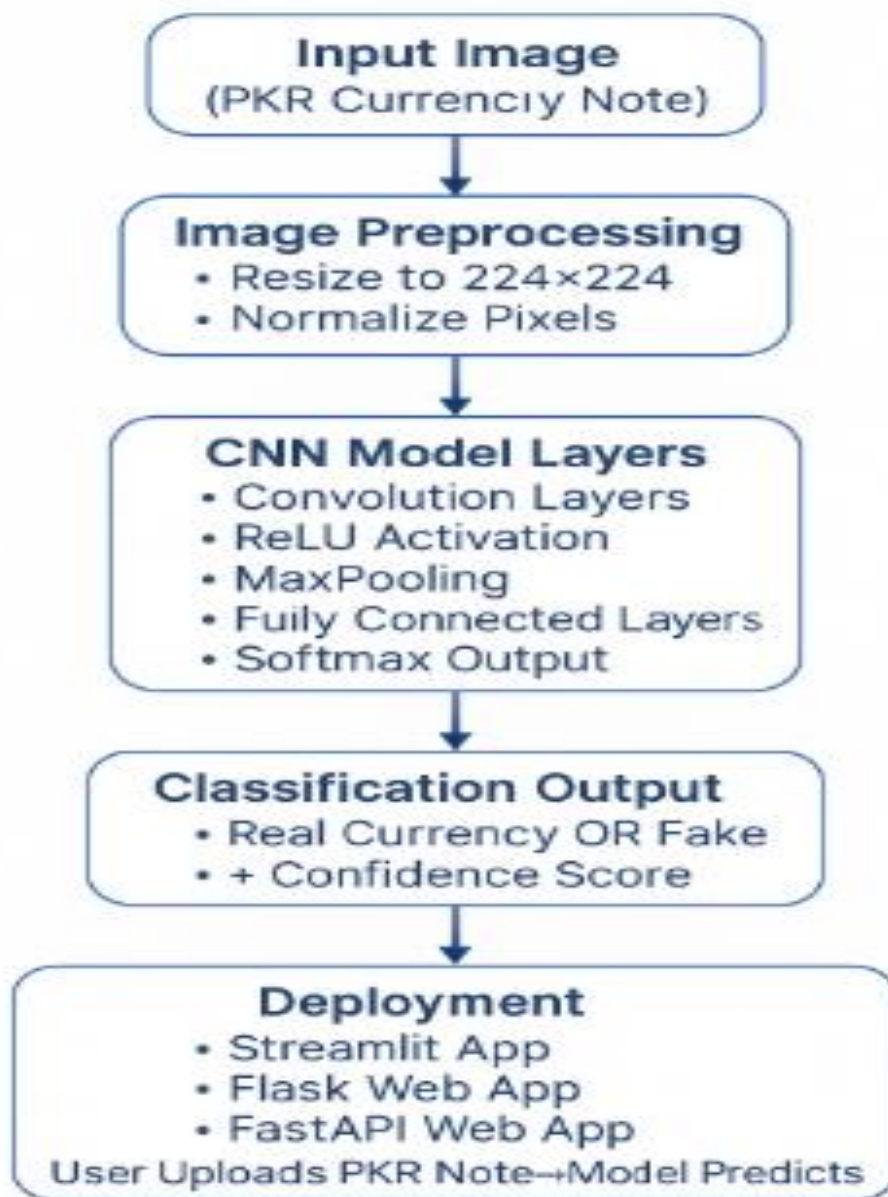 Input Image
(PKR Currencıy Note)
Image Preprocessing
• Resize to 224×224
• Normalize Pixels
CNN Model Layers
• Convolution Layers
• ReLU Activation
• MaxPooling
• Fuily Connected Layers
• Softmax Output
Classification Output
• Real Currency OR Fake
• + Confidence Score
Deployment
• Streamlit App
• Flask Web App
• FastAPI Web App
User Uploads PKR Note→Model Predicts